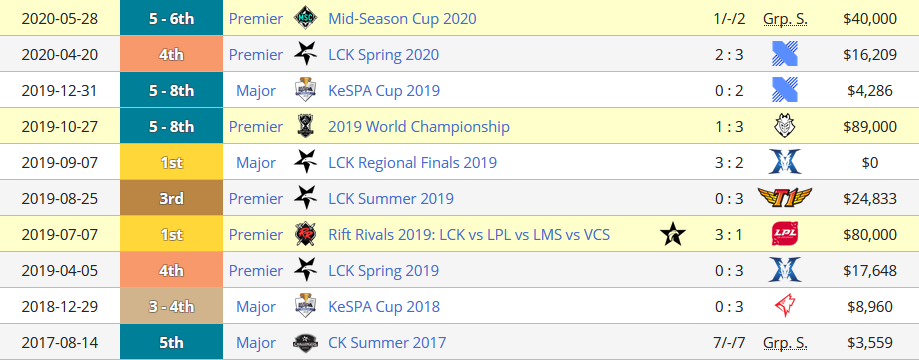 2020-05-28 5 - 6th Premier Mid-Season Cup 2020 1/-/2 Grp. S. $40,000
2020-04-20 4th Premier LCK Spring 2020 2 : 3 $16,209
2019-12-31 5 - 8th Major KeSPA Cup 2019 0 : 2 $4,286
2019-10-27 5 - 8th Premier 2019 World Championship 1 : 3 $89,000
2019-09-07 1st Major LCK Regional Finals 2019 3 : 2 $0
2019-08-25 3rd Premier LCK Summer 2019 0 : 3 T1 $24,833
2019-07-07 1st Premier Rift Rivals 2019: LCK vs LPL vs LMS vs VCS 3 : 1 LPL $80,000
2019-04-05 4th Premier LCK Spring 2019 0 : 3 $17,648
2018-12-29 3 - 4th Major KeSPA Cup 2018 0 : 3 $8,960
2017-08-14 5th Major CK Summer 2017 7/-/7 Grp. S. $3,559